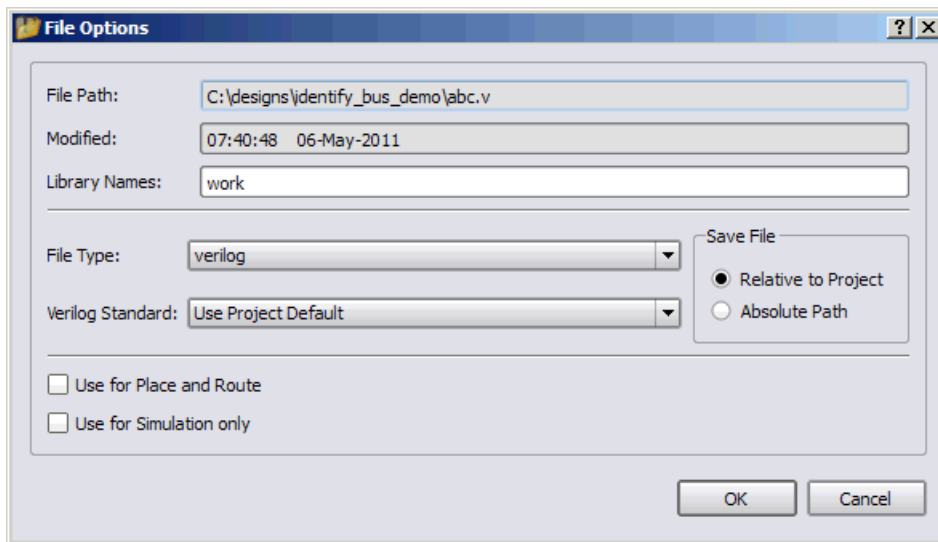 File Options
File Path: C:\designs\identify_bus_demo\abc.v
Modified: 07:40:48 06-May-2011
Library Names: work
File Type: verilog
Verilog Standard: Use Project Default
Save File
Relative to Project
Absolute Path
Use for Place and Route
Use for Simulation only
OK Cancel